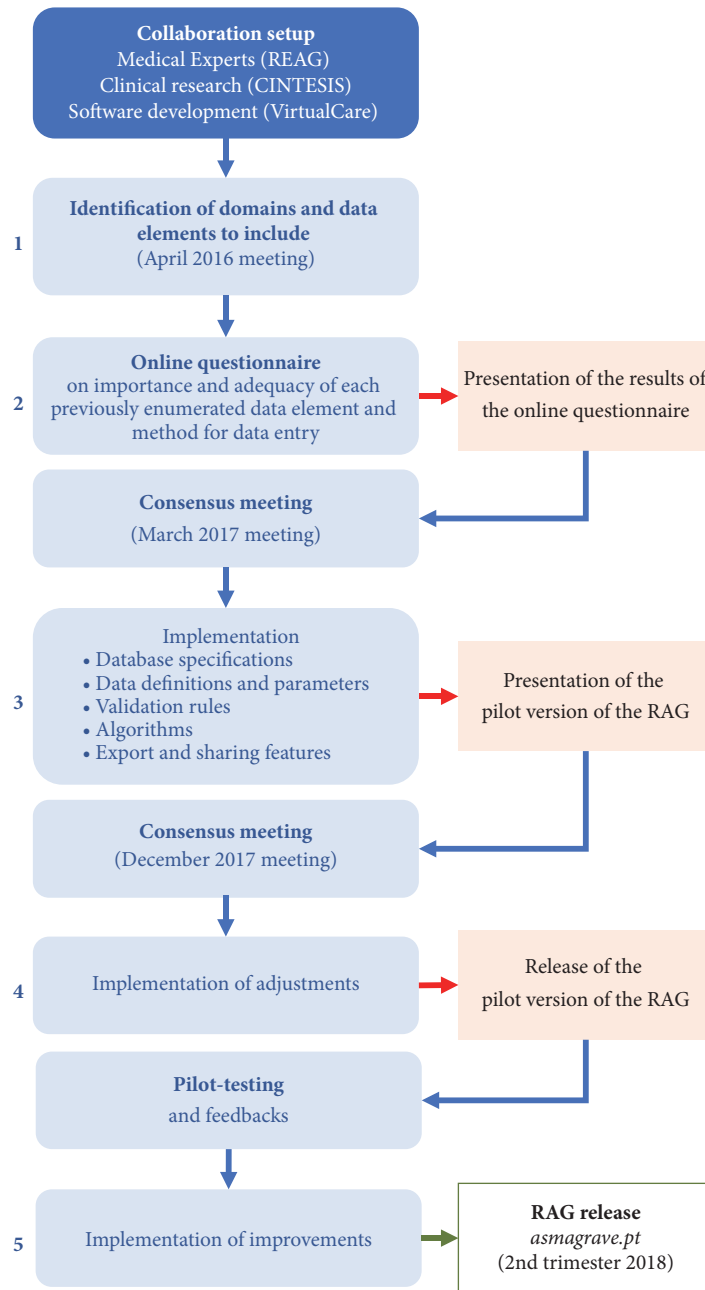 Collaboration setup
Medical Experts (REAG)
Clinical research (CINTESIS)
Software development (VirtualCare)
1
Identification of domains and data
elements to include
(April 2016 meeting)
2
Online questionnaire
on importance and adequacy of each
previously enumerated data element and
method for data entry
Presentation of the results of
the online questionnaire
Consensus meeting
(March 2017 meeting)
3
Implementation
• Database specifications
• Data definitions and parameters
• Validation rules
• Algorithms
• Export and sharing features
Presentation of the
pilot version of the RAG
Consensus meeting
(December 2017 meeting)
4
Implementation of adjustments
Release of the
pilot version of the RAG
Pilot-testing
and feedbacks
5
Implementation of improvements
RAG release
asmagrave.pt
(2nd trimester 2018)